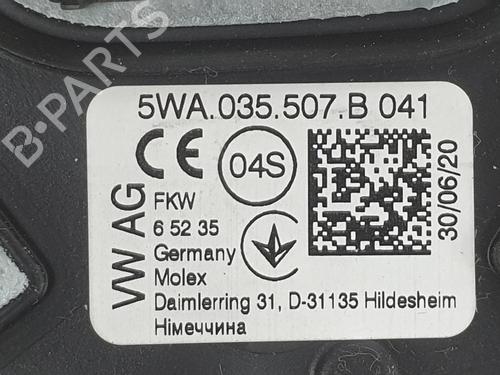 B-PARTS
5WA.035.507.B 041
CE
04S
VW AG
FKW
6 52 35
Germany
Molex
Daimlerring 31, D-31135 Hildesheim
Німеччина
30/06/20